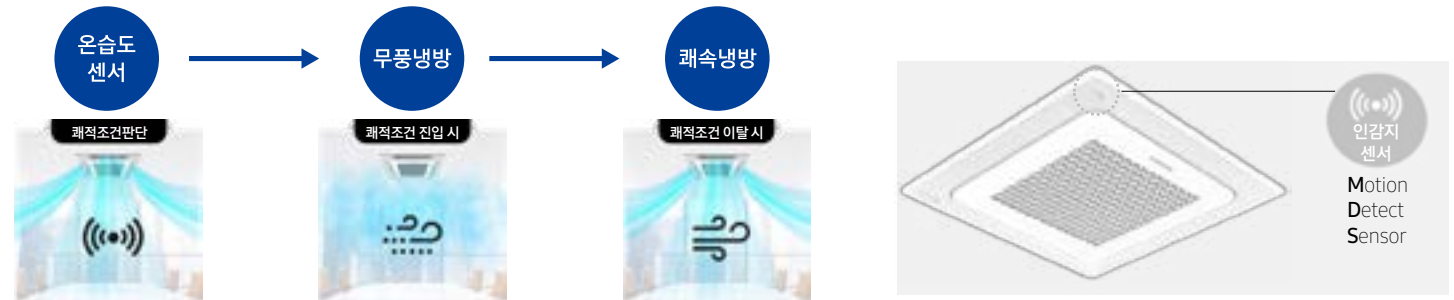 온습도
센서
무풍냉방
쾌속냉방
쾌적조건판단
쾌적조건 진입 시
쾌적조건 이탈 시
인감지
센서
Motion
Detect
Sensor